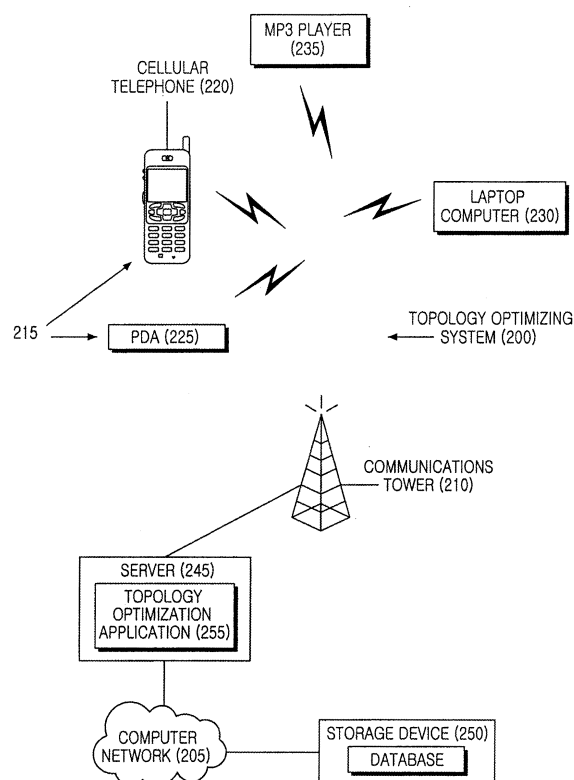 MP3 PLAYER
(235)
CELLULAR
TELEPHONE (220)
LAPTOP
COMPUTER (230)
215
PDA (225)
TOPOLOGY OPTIMIZING
SYSTEM (200)
COMMUNICATIONS
TOWER (210)
SERVER (245)
TOPOLOGY
OPTIMIZATION
APPLICATION (255)
COMPUTER
NETWORK (205)
STORAGE DEVICE (250)
DATABASE